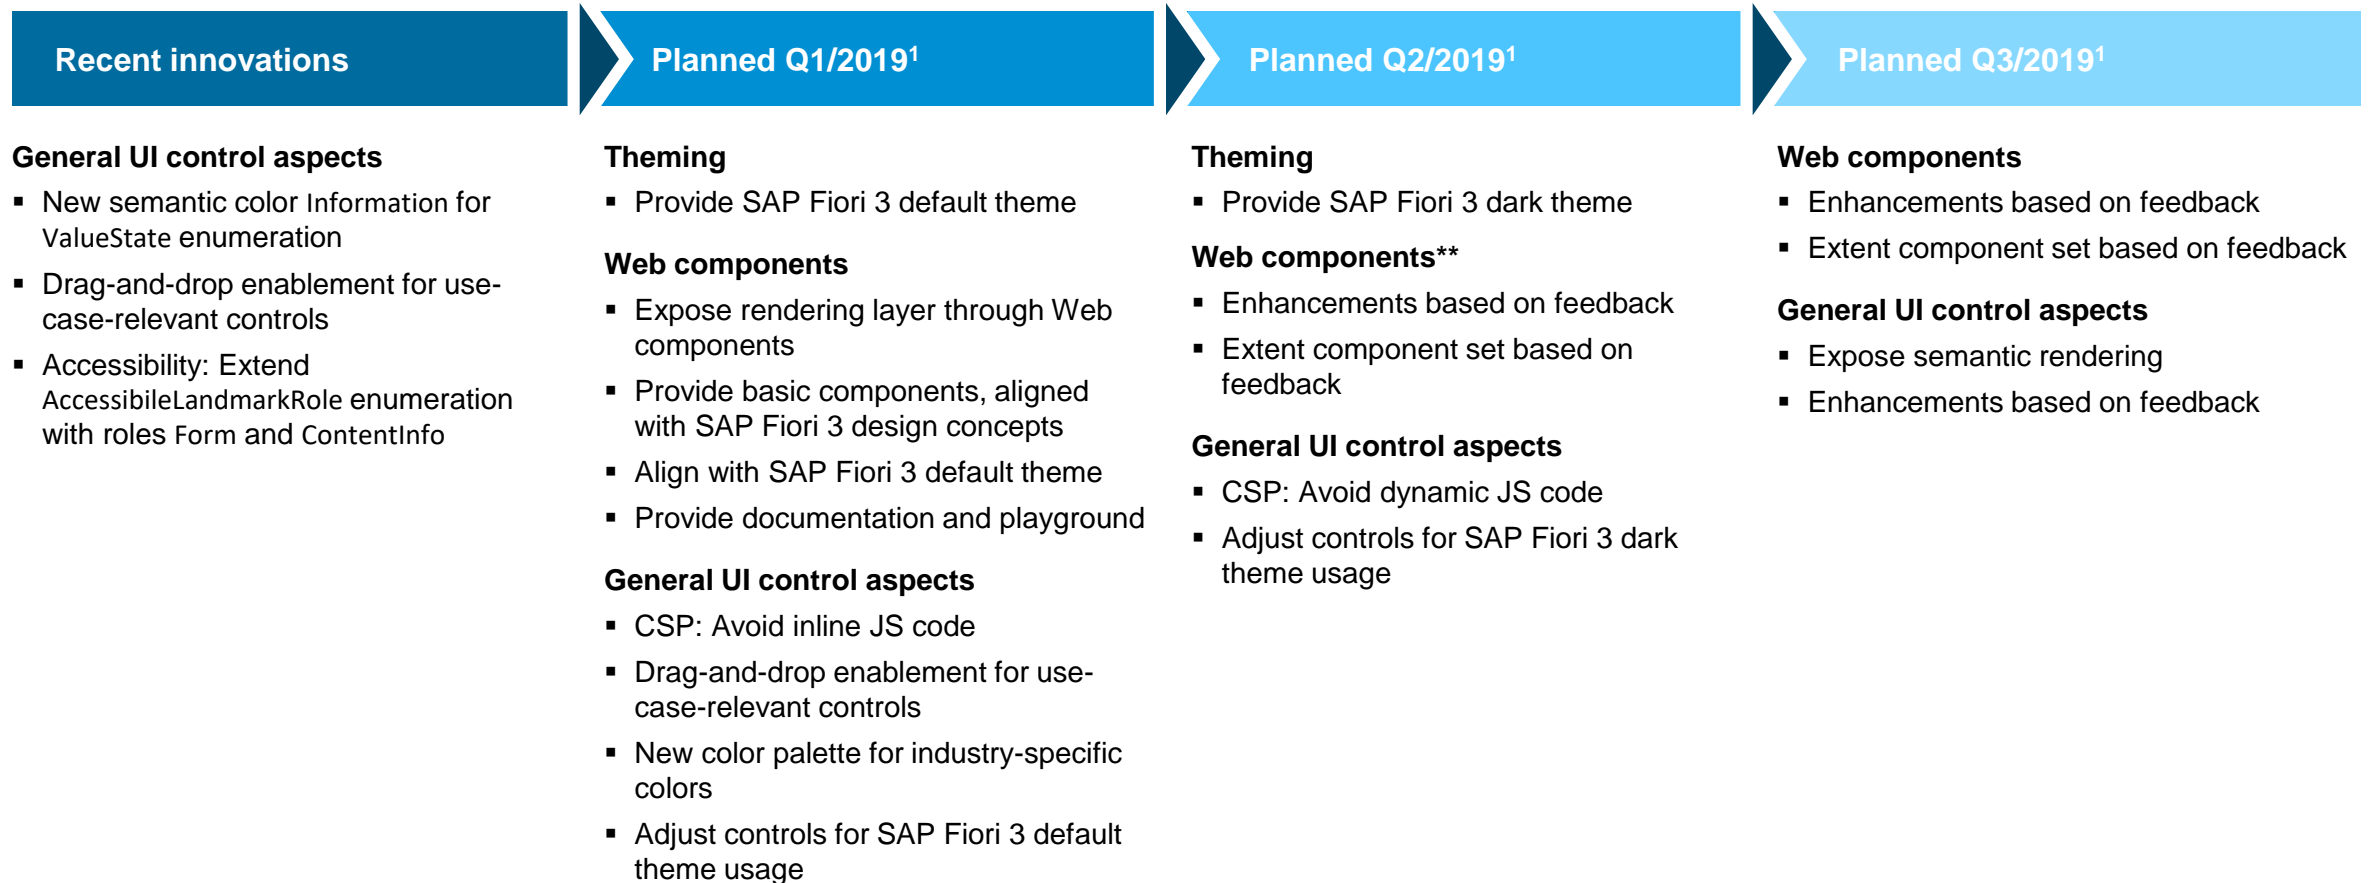 Recent innovations
Planned Q1/2019¹
Planned Q2/2019¹
Planned Q3/2019¹
General UI control aspects
▪ New semantic color Information for
ValueState enumeration
▪ Drag-and-drop enablement for use-
case-relevant controls
▪ Accessibility: Extend
AccessibileLandmarkRole enumeration
with roles Form and ContentInfo
Theming
▪ Provide SAP Fiori 3 default theme
Web components
▪ Expose rendering layer through Web
components
▪ Provide basic components, aligned
with SAP Fiori 3 design concepts
▪ Align with SAP Fiori 3 default theme
▪ Provide documentation and playground
General UI control aspects
▪ CSP: Avoid inline JS code
▪ Drag-and-drop enablement for use-
case-relevant controls
▪ New color palette for industry-specific
colors
▪ Adjust controls for SAP Fiori 3 default
theme usage
Theming
▪ Provide SAP Fiori 3 dark theme
Web components**
▪ Enhancements based on feedback
▪ Extent component set based on
feedback
General UI control aspects
▪ CSP: Avoid dynamic JS code
▪ Adjust controls for SAP Fiori 3 dark
theme usage
Web components
▪ Enhancements based on feedback
▪ Extent component set based on feedback
General UI control aspects
▪ Expose semantic rendering
▪ Enhancements based on feedback